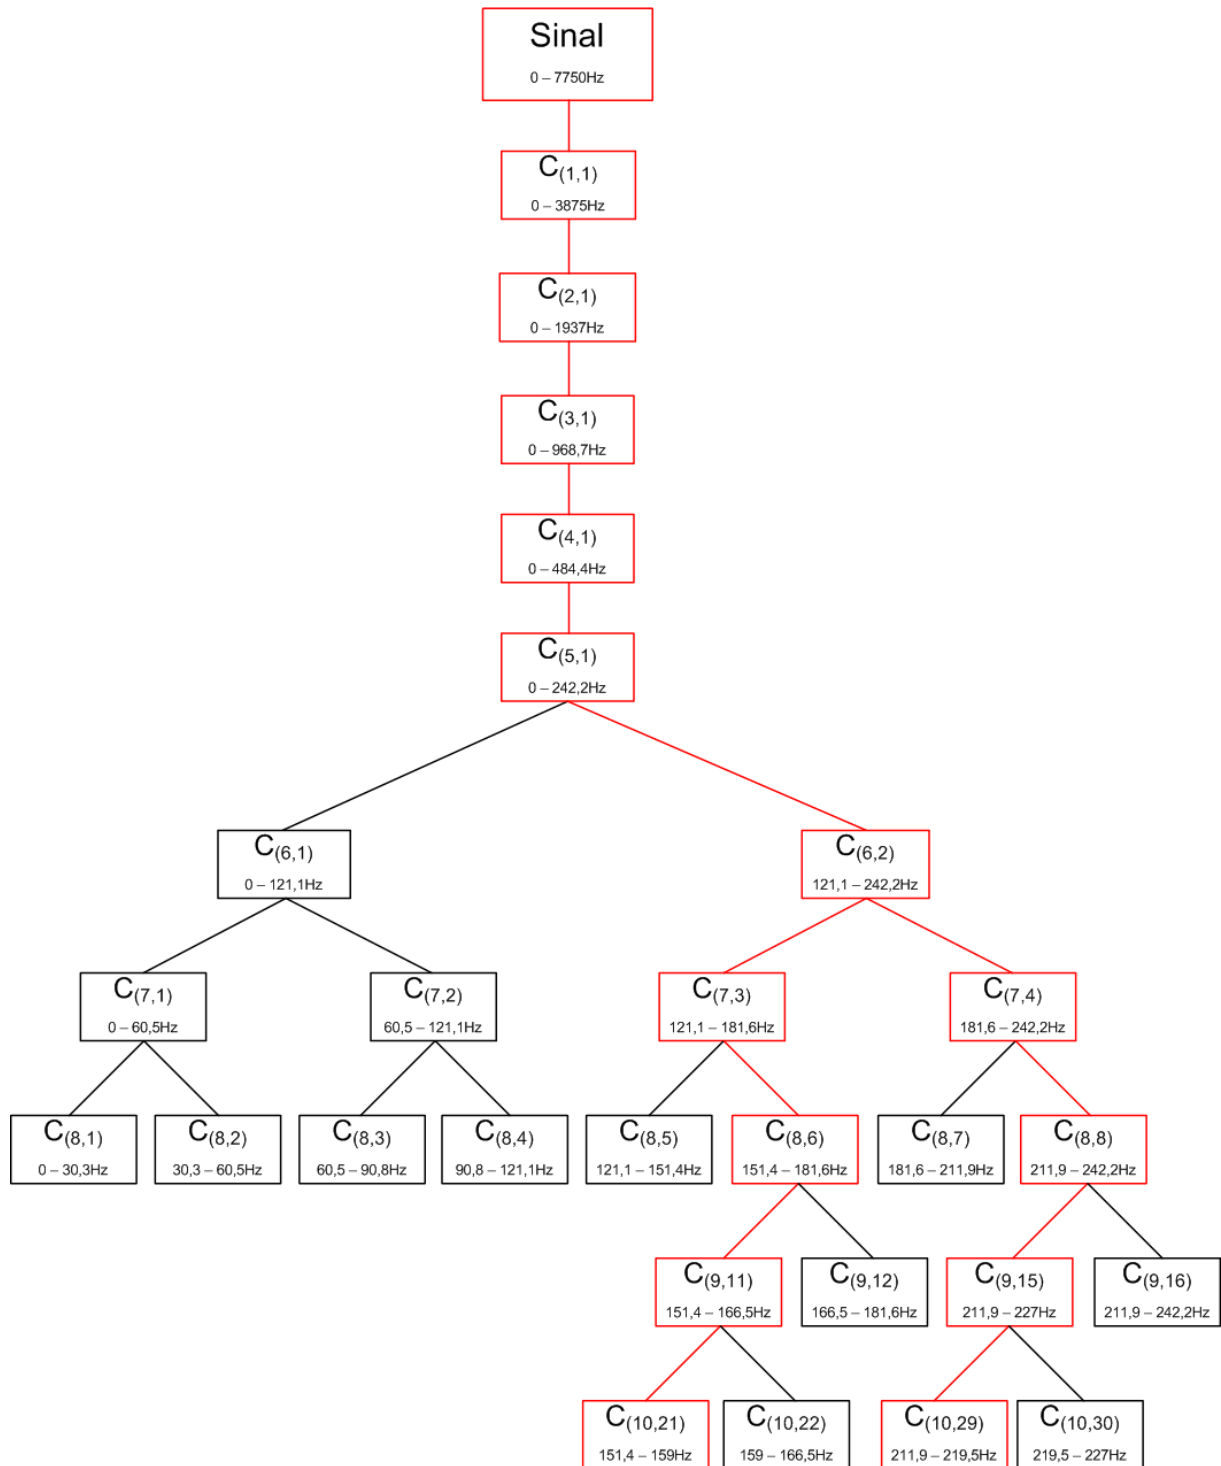 Sinal
0 – 7750Hz
C(1,1)
0 – 3875Hz
C(2,1)
0 – 1937Hz
C(3,1)
0 – 968,7Hz
C(4,1)
0 – 484,4Hz
C(5,1)
0 – 242,2Hz
C(6,1)
0 – 121,1Hz
C(6,2)
121,1 – 242,2Hz
C(7,1)
0 – 60,5Hz
C(7,2)
60,5 – 121,1Hz
C(7,3)
121,1 – 181,6Hz
C(7,4)
181,6 – 242,2Hz
C(8,1)
0 – 30,3Hz
C(8,2)
30,3 – 60,5Hz
C(8,3)
60,5 – 90,8Hz
C(8,4)
90,8 – 121,1Hz
C(8,5)
121,1 – 151,4Hz
C(8,6)
151,4 – 181,6Hz
C(8,7)
181,6 – 211,9Hz
C(8,8)
211,9 – 242,2Hz
C(9,11)
151,4 – 166,5Hz
C(9,12)
166,5 – 181,6Hz
C(9,15)
211,9 – 227Hz
C(9,16)
211,9 – 242,2Hz
C(10,21)
151,4 – 159Hz
C(10,22)
159 – 166,5Hz
C(10,29)
211,9 – 219,5Hz
C(10,30)
219,5 – 227Hz